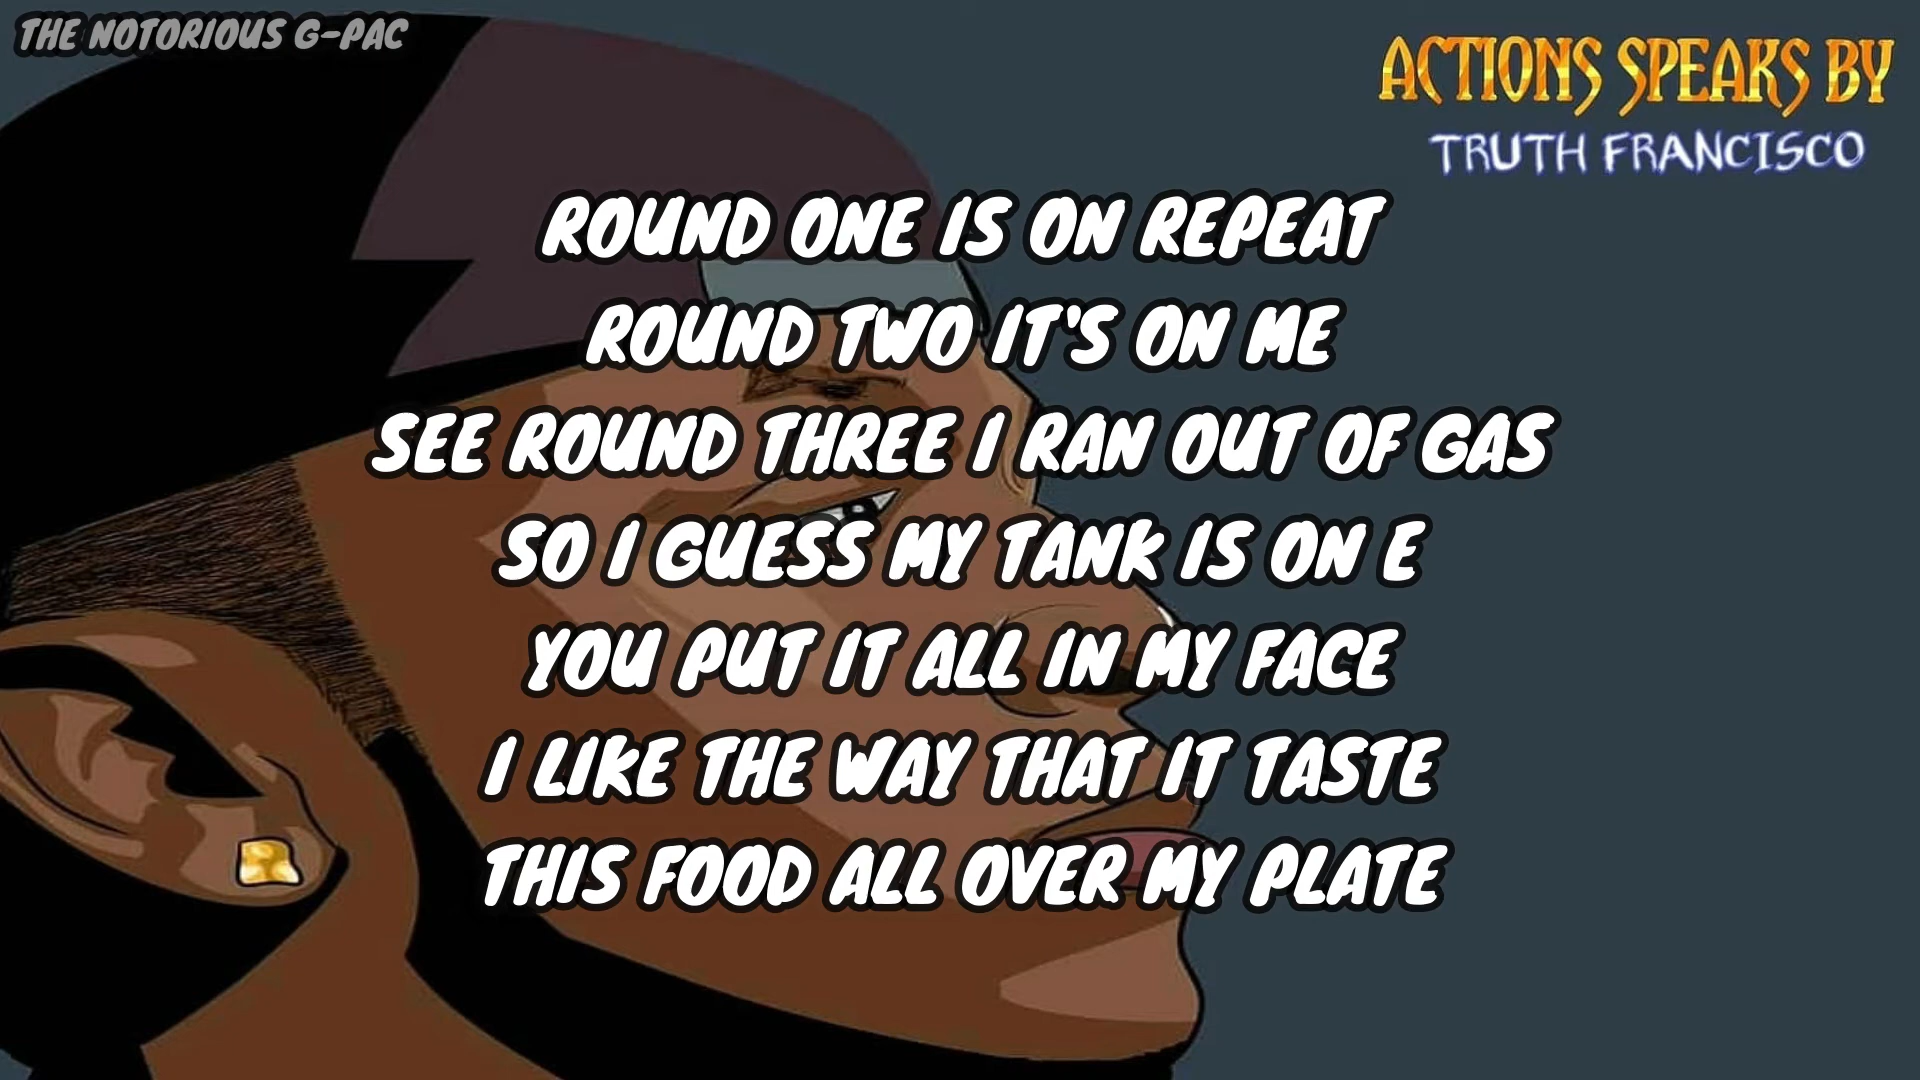 THE NOTORIOUS G-PAC
ACTIONS SPEAKS BY
TRUTH FRANCISCO
ROUND ONE IS ON REPEAT
ROUND TWO IT'S ON ME
SEE ROUND THREE I RAN OUT OF GAS
SO I GUESS MY TANK IS ON E
YOU PUT IT ALL IN MY FACE
I LIKE THE WAY THAT IT TASTE
THIS FOOD ALL OVER MY PLATE